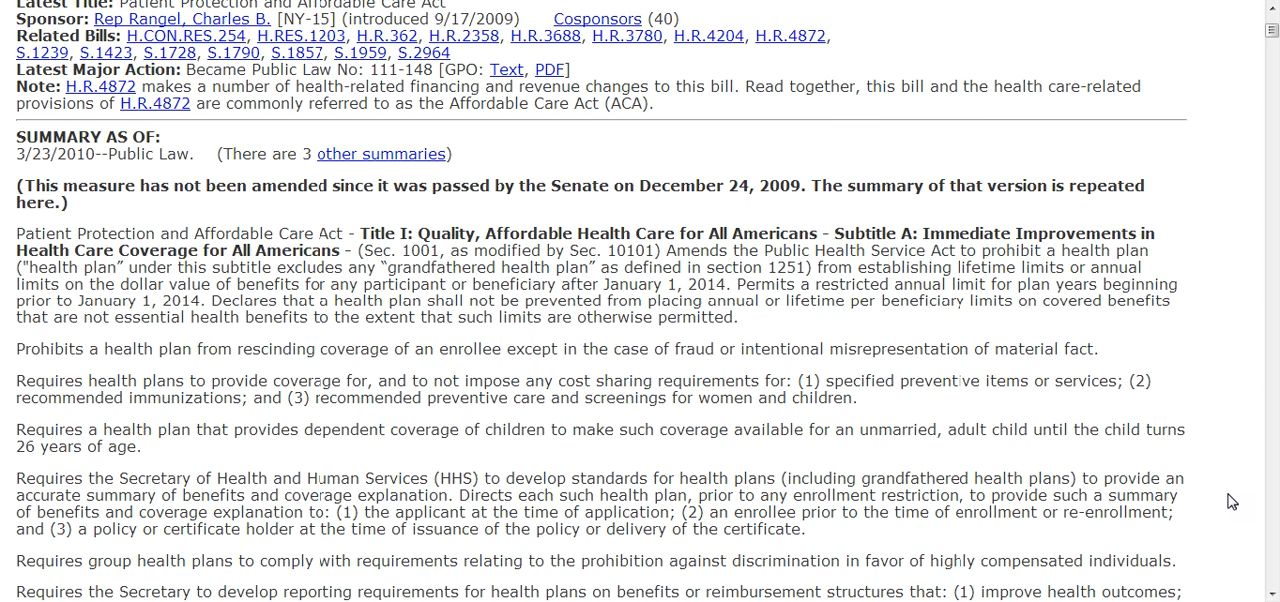 Latest Title: Patient Protection and Affordable Care Act
Sponsor: Rep Rangel, Charles B. [NY-15] (introduced 9/17/2009) Cosponsors (40)
Related Bills: H.CON.RES.254, H.RES.1203, H.R.362, H.R.2358, H.R.3688, H.R.3780, H.R.4204, H.R.4872,
S.1239, S.1423, S.1728, S.1790, S.1857, S.1959, S.2964
Latest Major Action: Became Public Law No: 111-148 [GPO: Text, PDF]
Note: H.R.4872 makes a number of health-related financing and revenue changes to this bill. Read together, this bill and the health care-related
provisions of H.R.4872 are commonly referred to as the Affordable Care Act (ACA).
SUMMARY AS OF:
3/23/2010--Public Law. (There are 3 other summaries)
(This measure has not been amended since it was passed by the Senate on December 24, 2009. The summary of that version is repeated
here.)
Patient Protection and Affordable Care Act - Title I: Quality, Affordable Health Care for All Americans - Subtitle A: Immediate Improvements in
Health Care Coverage for All Americans - (Sec. 1001, as modified by Sec. 10101) Amends the Public Health Service Act to prohibit a health plan
("health plan” under this subtitle excludes any “grandfathered health plan” as defined in section 1251) from establishing lifetime limits or annual
limits on the dollar value of benefits for any participant or beneficiary after January 1, 2014. Permits a restricted annual limit for plan years beginning
prior to January 1, 2014. Declares that a health plan shall not be prevented from placing annual or lifetime per beneficiary limits on covered benefits
that are not essential health benefits to the extent that such limits are otherwise permitted.
Prohibits a health plan from rescinding coverage of an enrollee except in the case of fraud or intentional misrepresentation of material fact.
Requires health plans to provide coverage for, and to not impose any cost sharing requirements for: (1) specified preventive items or services; (2)
recommended immunizations; and (3) recommended preventive care and screenings for women and children.
Requires a health plan that provides dependent coverage of children to make such coverage available for an unmarried, adult child until the child turns
26 years of age.
Requires the Secretary of Health and Human Services (HHS) to develop standards for health plans (including grandfathered health plans) to provide an
accurate summary of benefits and coverage explanation. Directs each such health plan, prior to any enrollment restriction, to provide such a summary
of benefits and coverage explanation to: (1) the applicant at the time of application; (2) an enrollee prior to the time of enrollment or re-enrollment;
and (3) a policy or certificate holder at the time of issuance of the policy or delivery of the certificate.
Requires group health plans to comply with requirements relating to the prohibition against discrimination in favor of highly compensated individuals.
Requires the Secretary to develop reporting requirements for health plans on benefits or reimbursement structures that: (1) improve health outcomes;